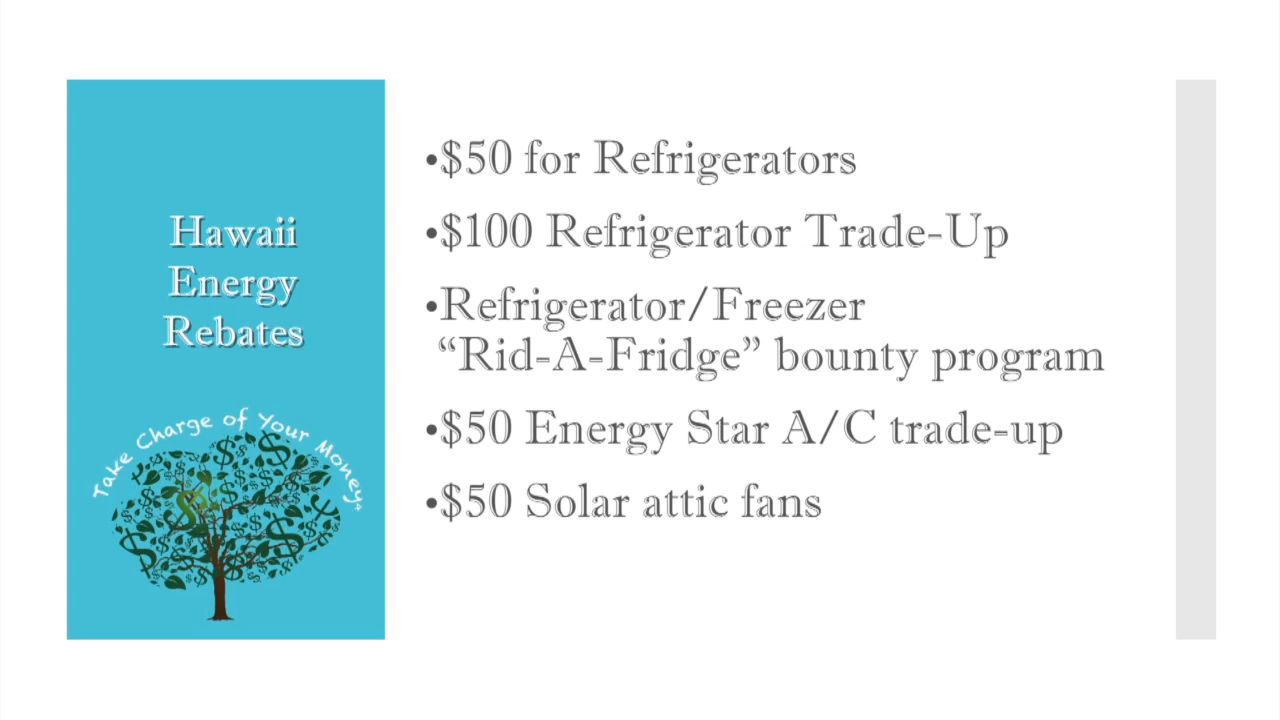 Hawaii
Energy
Rebates
Take Charge of Your Money
•$50 for Refrigerators
•$100 Refrigerator Trade-Up
•Refrigerator/Freezer
“Rid-A-Fridge” bounty program
•$50 Energy Star A/C trade-up
•$50 Solar attic fans